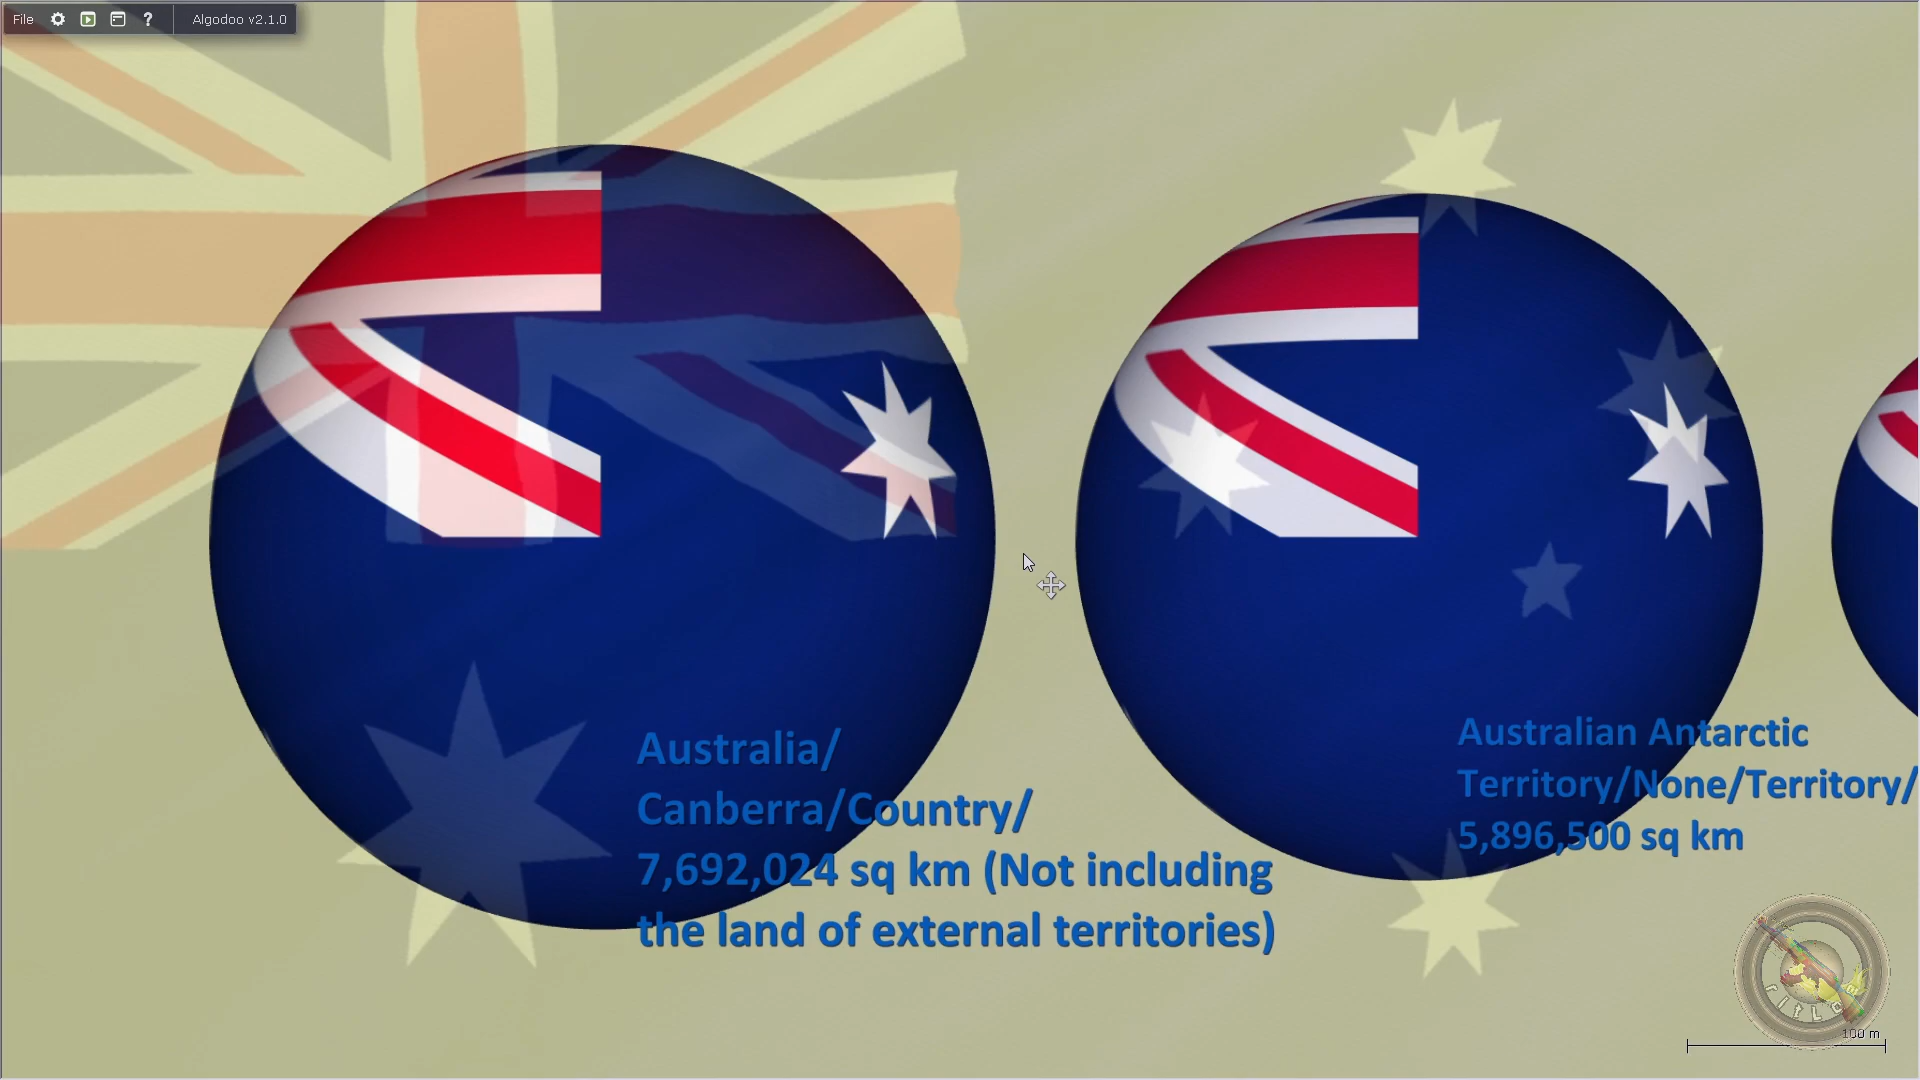 File
?
Algodoo v2.1.0
Australia/
Canberra/Country/
7,692,024 sq km (Not including
the land of external territories)
Australian Antarctic
Territory/None/Territory/
5,896,500 sq km
100 m